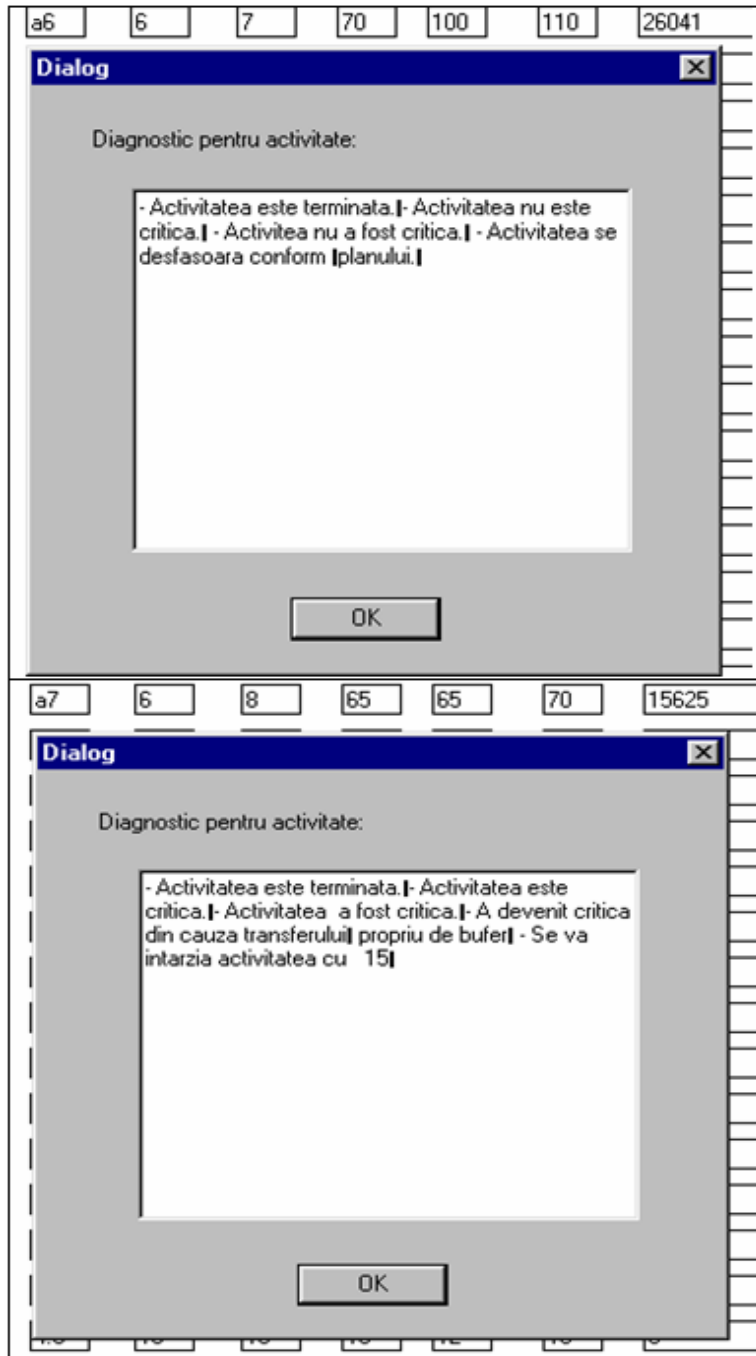 a6 6 7 70 100 110 26041
Dialog
Diagnostic pentru activitate:
- Activitatea este terminata.|- Activitatea nu este
critica.| - Activitea nu a fost critica.| - Activitatea se
desfasoara conform |planului.|
OK
a7 6 8 65 65 70 15625
Dialog
Diagnostic pentru activitate:
- Activitatea este terminata.|- Activitatea este
critica.|- Activitatea a fost critica.|- A devenit critica
din cauza transferului| propriu de bufer| - Se va
intarzia activitatea cu 15|
OK